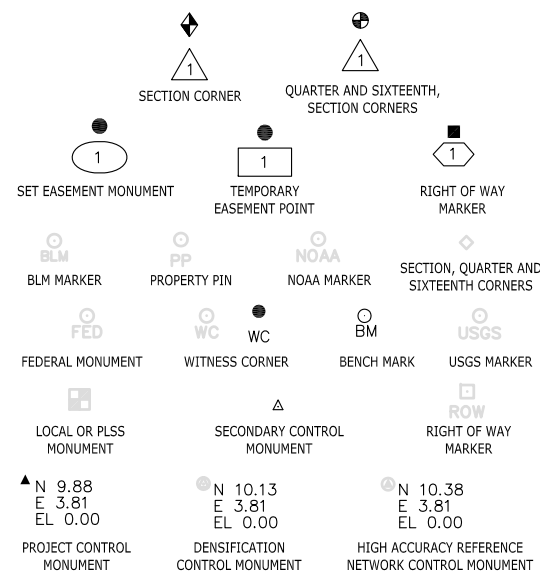 1
1
SECTION CORNER
QUARTER AND SIXTEENTH,
SECTION CORNERS
1
1
1
SET EASEMENT MONUMENT
TEMPORARY
EASEMENT POINT
RIGHT OF WAY
MARKER
BLM
PP
NOAA
BLM MARKER
PROPERTY PIN
NOAA MARKER
SECTION, QUARTER AND
SIXTEENTH CORNERS
FED
WC
WC
BM
USGS
FEDERAL MONUMENT
WITNESS CORNER
BENCH MARK
USGS MARKER
ROW
LOCAL OR PLSS
MONUMENT
SECONDARY CONTROL
MONUMENT
RIGHT OF WAY
MARKER
N 9.88
E 3.81
EL 0.00
N 10.13
E 3.81
EL 0.00
N 10.38
E 3.81
EL 0.00
PROJECT CONTROL
MONUMENT
DENSIFICATION
CONTROL MONUMENT
HIGH ACCURACY REFERENCE
NETWORK CONTROL MONUMENT